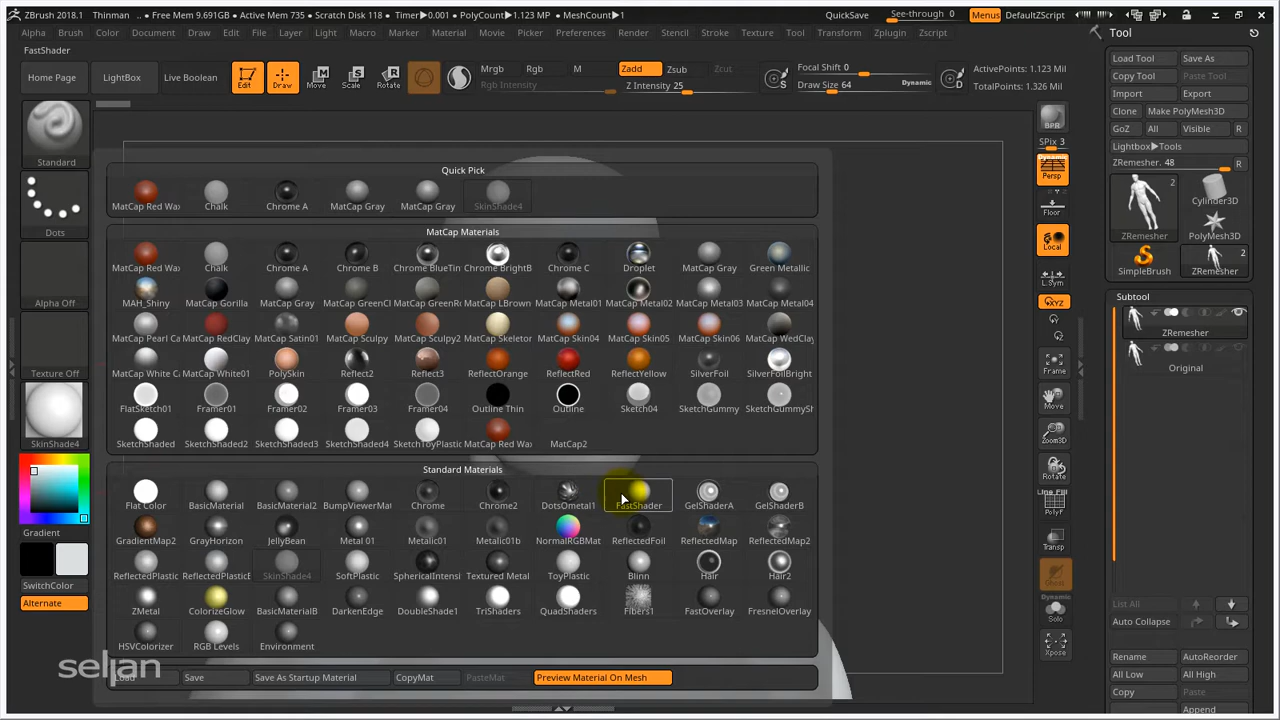 ZBrush 2018.1 Thinman .. • Free Mem 9.691GB • Active Mem 735 • Scratch Disk 118 • Timer▶0.001 • PolyCount▶1.123 MP • MeshCount▶1 QuickSave See-through 0 Menus DefaultZScript
Alpha Brush Color Document Draw Edit File Layer Light Macro Marker Material Movie Picker Preferences Render Stencil Stroke Texture Tool Transform Zplugin Zscript
FastShader
Home Page LightBox Live Boolean Edit Draw Move Scale Rotate
Mrgb Rgb M Zadd Zsub Zcut Focal Shift 0 ActivePoints: 1.123 Mil
Rgb Intensity Z Intensity 25 Draw Size 64 Dynamic TotalPoints: 1.326 Mil
Standard
Dots
Alpha Off
Texture Off
SkinShade4
Gradient
SwitchColor
Alternate
Quick Pick
MatCap Red Wax Chalk Chrome A MatCap Gray MatCap Gray SkinShade4
MatCap Materials
MatCap Red Wax Chalk Chrome A Chrome B Chrome BlueTin Chrome BrightB Chrome C Droplet MatCap Gray Green Metallic
MAH_Shiny MatCap Gorilla MatCap Gray MatCap GreenCl MatCap GreenRo MatCap LBrown MatCap Metal01 MatCap Metal02 MatCap Metal03 MatCap Metal04
MatCap Pearl Ca MatCap RedClay MatCap Satin01 MatCap Sculpy MatCap Sculpy2 MatCap Skeleton MatCap Skin04 MatCap Skin05 MatCap Skin06 MatCap WedClay
MatCap White Ca MatCap White01 PolySkin Reflect2 Reflect3 ReflectOrange ReflectRed ReflectYellow SilverFoil SilverFoilBright
FlatSketch01 Framer01 Framer02 Framer03 Framer04 Outline Thin Outline Sketch04 SketchGummy SketchGummySh
SketchShaded SketchShaded2 SketchShaded3 SketchShaded4 SketchToyPlastic MatCap Red Wax MatCap2
Standard Materials
Flat Color BasicMaterial BasicMaterial2 BumpViewerMat Chrome Chrome2 DotsOmetal1 FastShader GelShaderA GelShaderB
GradientMap2 GrayHorizon JellyBean Metal 01 Metalic01 Metalic01b NormalRGBMat ReflectedFoil ReflectedMap ReflectedMap2
ReflectedPlastic ReflectedPlasticB SkinShade4 SoftPlastic SphericalIntensi Textured Metal ToyPlastic Blinn Hair Hair2
ZMetal ColorizeGlow BasicMaterialB DarkenEdge DoubleShade1 TriShaders QuadShaders Fibers1 FastOverlay FresnelOverlay
HSVColorizer RGB Levels Environment
Load Save Save As Startup Material CopyMat PasteMat Preview Material On Mesh
seljan
BPR
SPix 3
Dynamic
Persp
Floor
Local
L.Sym
XYZ
Frame
Move
Zoom3D
Rotate
Line Fill
PolyF
Transp
Ghost
Dynamic
Solo
Xpose
Tool
Load Tool Save As
Copy Tool Paste Tool
Import Export
Clone Make PolyMesh3D
GoZ All Visible R
Lightbox▶Tools
ZRemesher. 48 R
2
Cylinder3D
ZRemesher PolyMesh3D
2
SimpleBrush ZRemesher
Subtool
ZRemesher
Original
List All
Auto Collapse
Rename AutoReorder
All Low All High
Copy Paste
Append